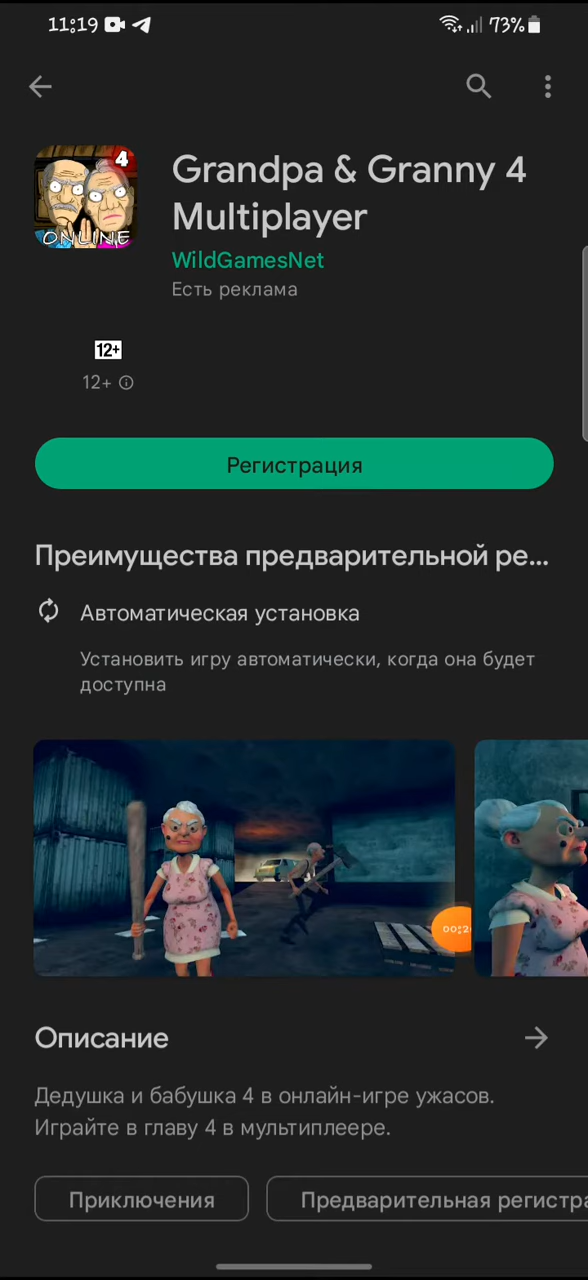 11:19
73%
4
ONLINE
Grandpa & Granny 4
Multiplayer
WildGamesNet
Есть реклама
12+
12+
Регистрация
Преимущества предварительной ре...
Автоматическая установка
Установить игру автоматически, когда она будет
доступна
Описание
Дедушка и бабушка 4 в онлайн-игре ужасов.
Играйте в главу 4 в мультиплеере.
Приключения
Предварительная регистра